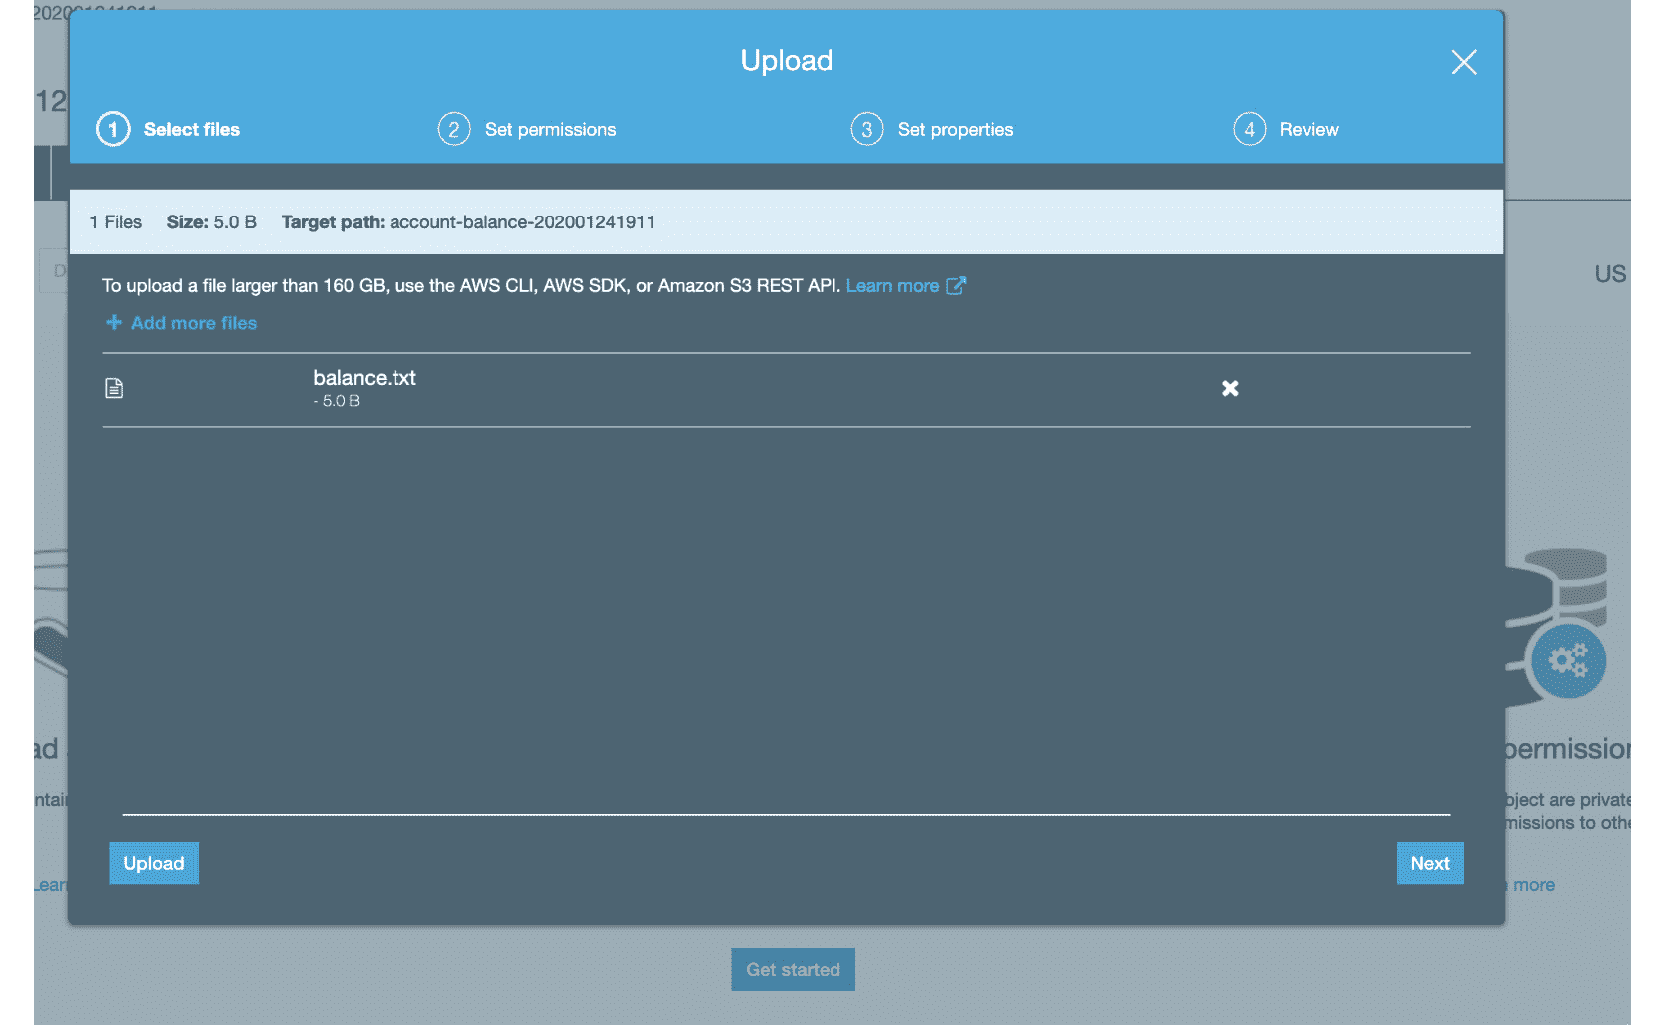 202001241911
Upload
12
1 Select files
2 Set permissions
3 Set properties
4 Review
1 Files Size: 5.0 B Target path: account-balance-202001241911
D
US
To upload a file larger than 160 GB, use the AWS CLI, AWS SDK, or Amazon S3 REST API. Learn more
Add more files
balance.txt
- 5.0 B
ad
permission
ntai
bject are private
missions to othe
Upload
Next
Lear
more
Get started